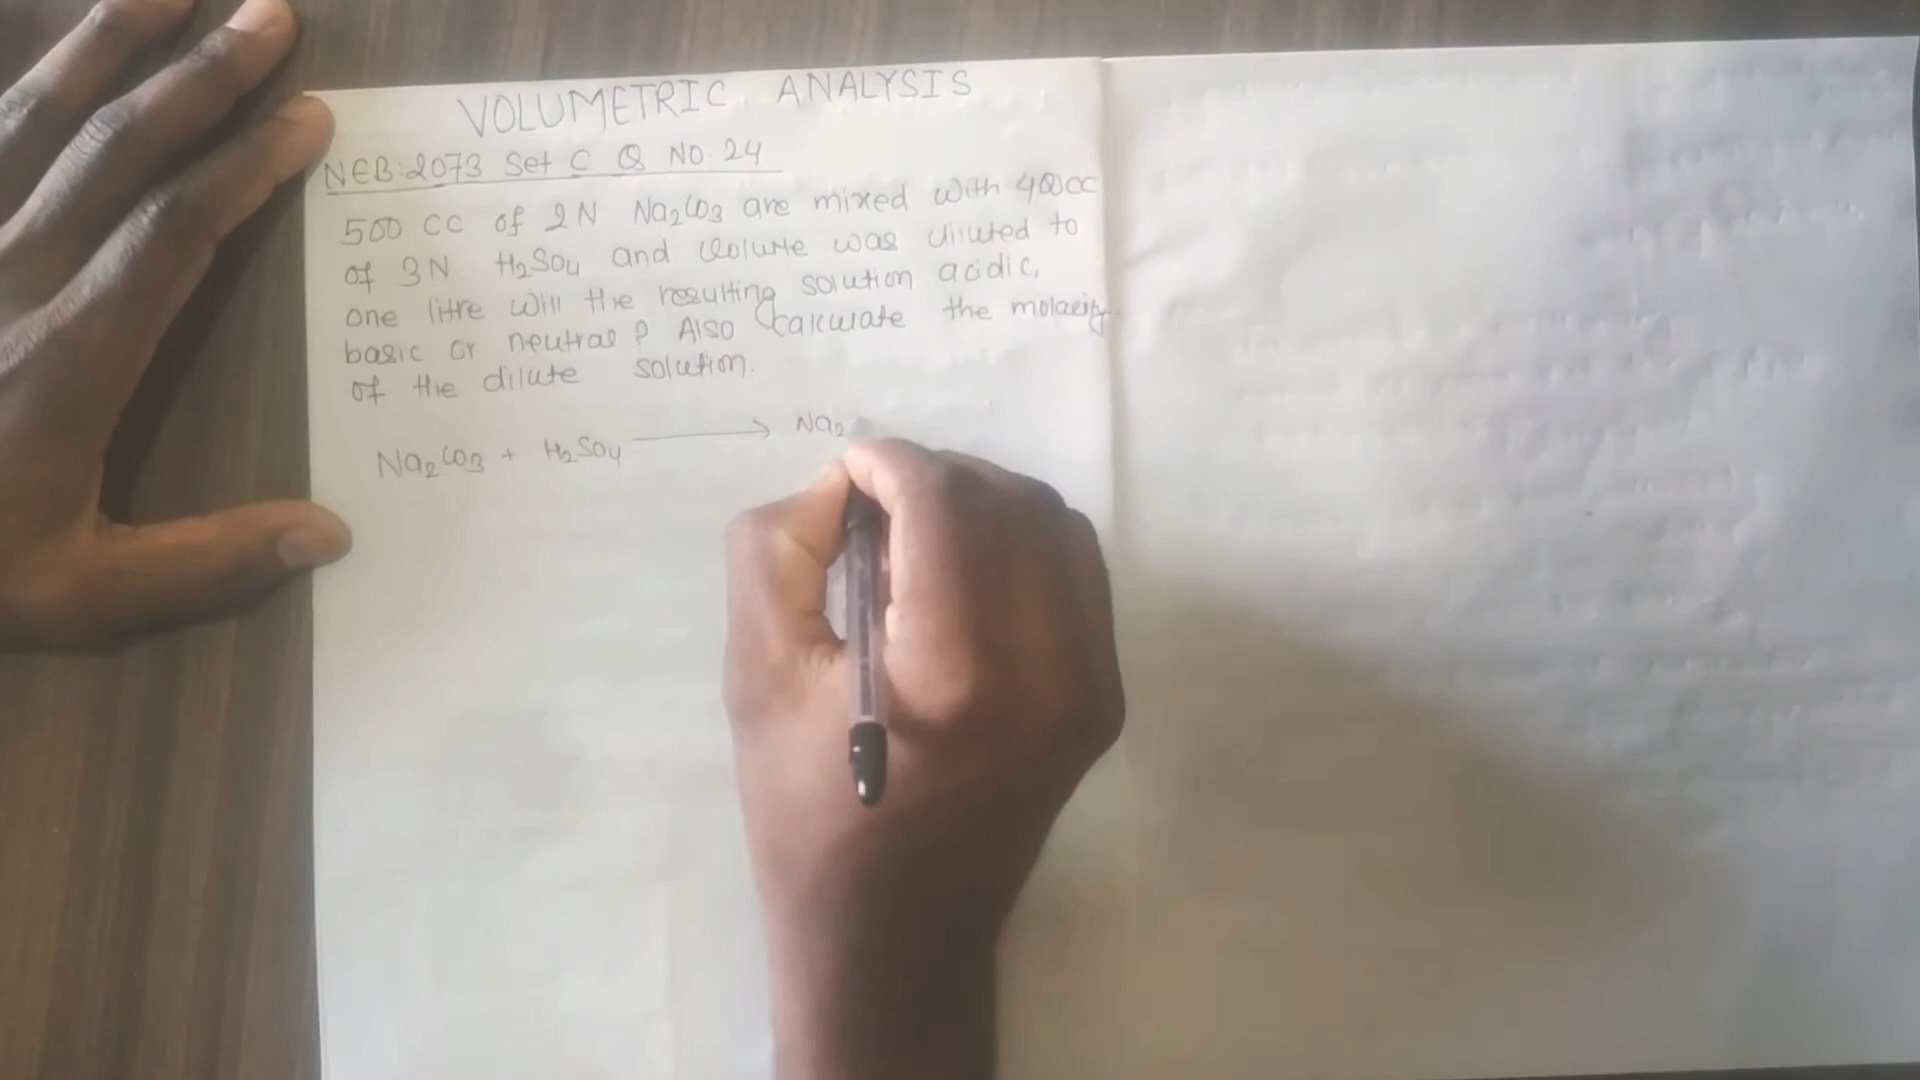 VOLUMETRIC ANALYSIS
NEB:2073 Set C Q NO. 24
500 CC of 2N Na2CO3 are mixed with 400CC
of 3N H2SO4 and Volume was diluted to
one litre will the resulting solution acidic,
basic or neutral ? Also calculate the molarity
of the dilute solution.
Na2CO3 + H2SO4 ⟶ Na2